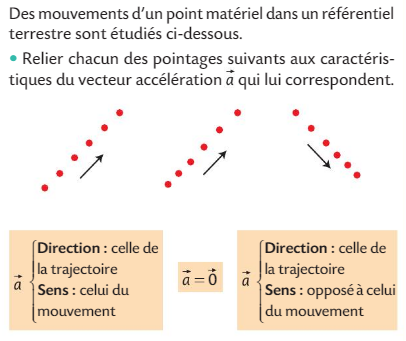 Des mouvements d'un point matériel dans un référentiel
terrestre sont étudiés ci-dessous.
• Relier chacun des pointages suivants aux caractéris-
tiques du vecteur accélération a⃗ qui lui correspondent.
a⃗
Direction : celle de
la trajectoire
Sens : celui du
mouvement
a⃗ = 0⃗
a⃗
Direction : celle de
la trajectoire
Sens : opposé à celui
du mouvement